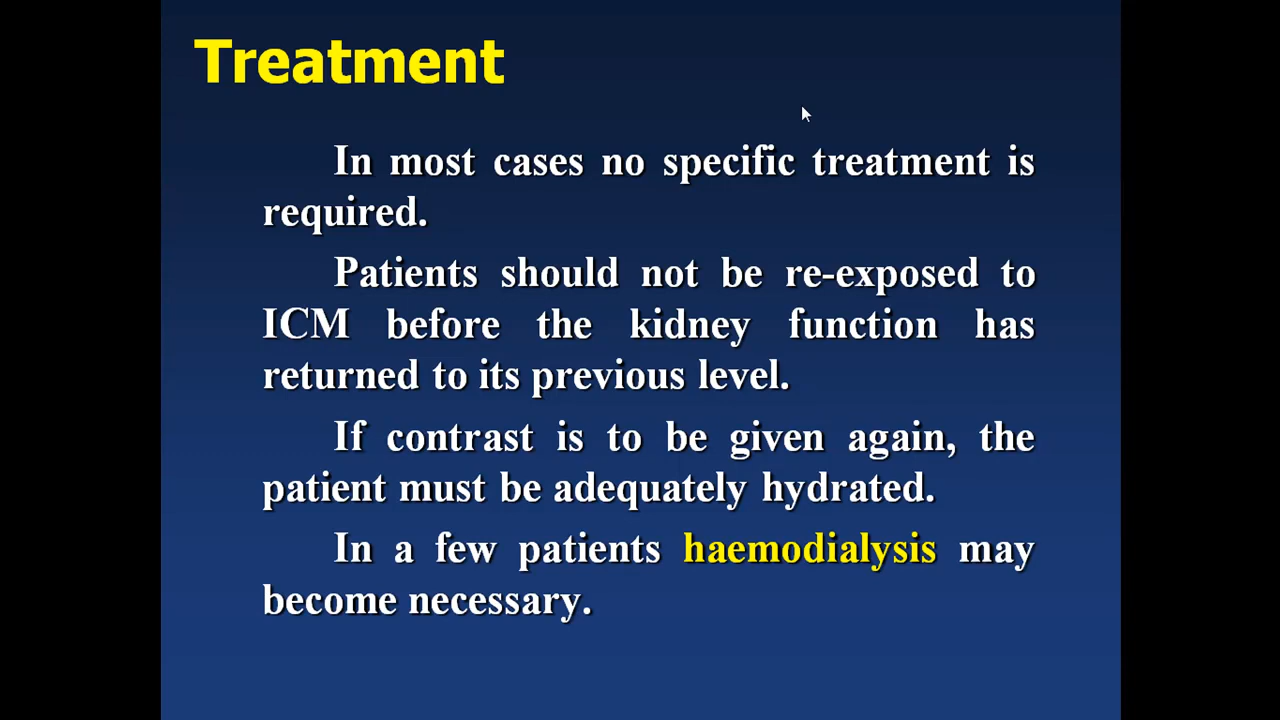 Treatment
In most cases no specific treatment is
required.
Patients should not be re-exposed to
ICM before the kidney function has
returned to its previous level.
If contrast is to be given again, the
patient must be adequately hydrated.
In a few patients haemodialysis may
become necessary.